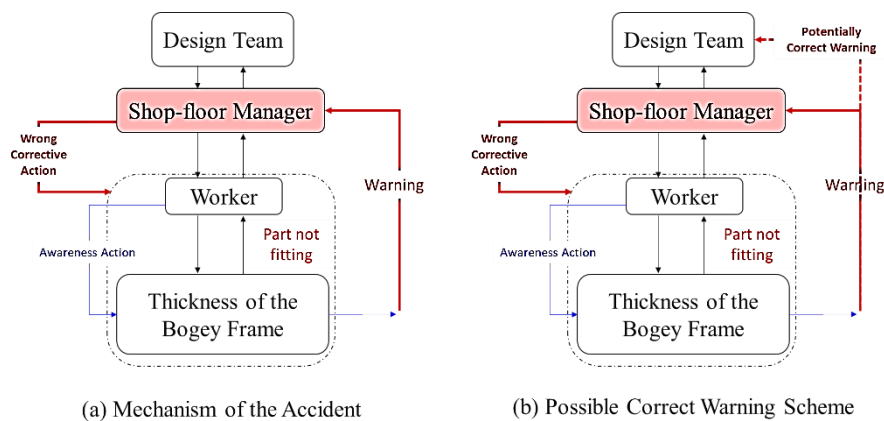 Design Team
Shop-floor Manager
Wrong
Corrective
Action
Worker
Warning
Awareness Action
Part not
fitting
Thickness of the
Bogey Frame
(a) Mechanism of the Accident
Potentially
Correct Warning
Design Team
Shop-floor Manager
Wrong
Corrective
Action
Worker
Warning
Awareness Action
Part not
fitting
Thickness of the
Bogey Frame
(b) Possible Correct Warning Scheme